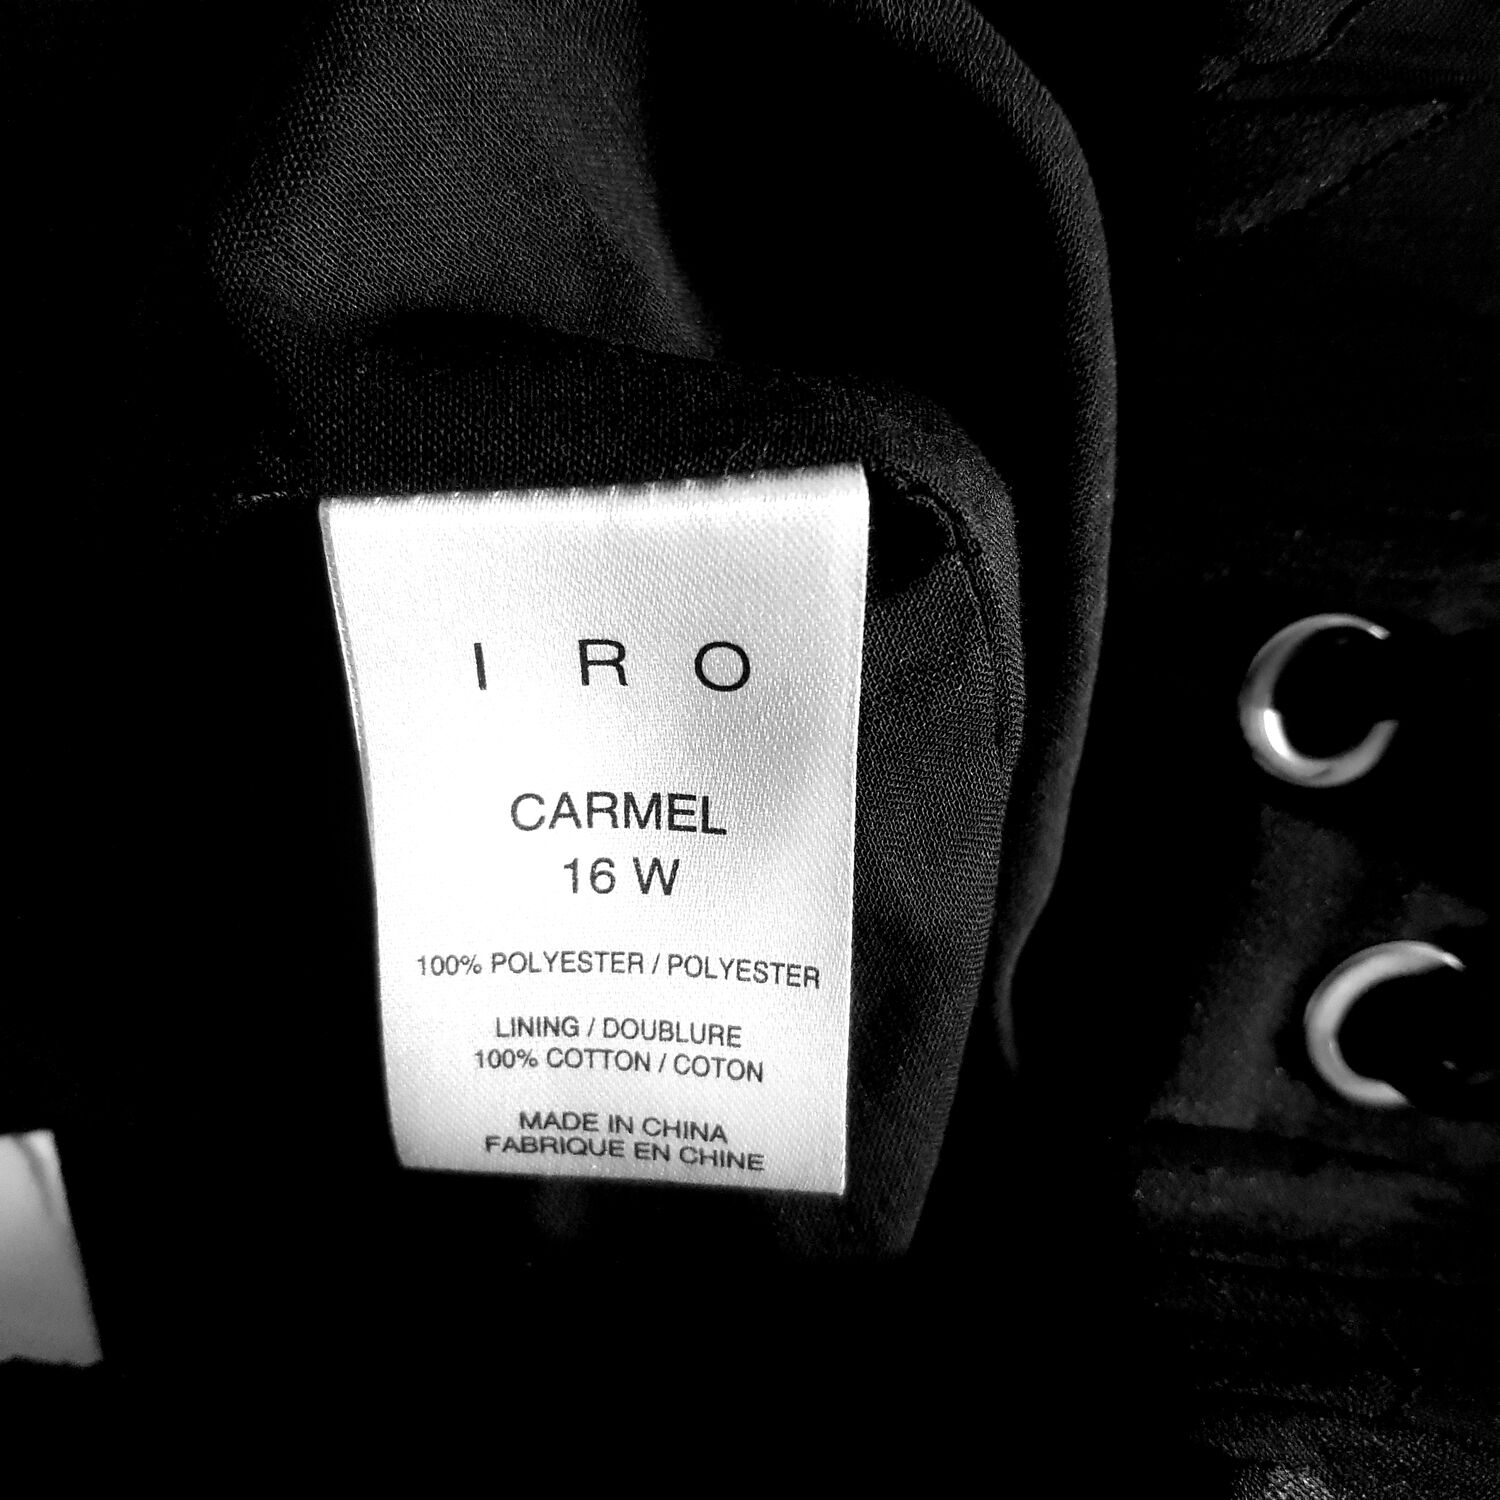 I R O
CARMEL
16 W
100% POLYESTER / POLYESTER
LINING / DOUBLURE
100% COTTON / COTON
MADE IN CHINA
FABRIQUE EN CHINE